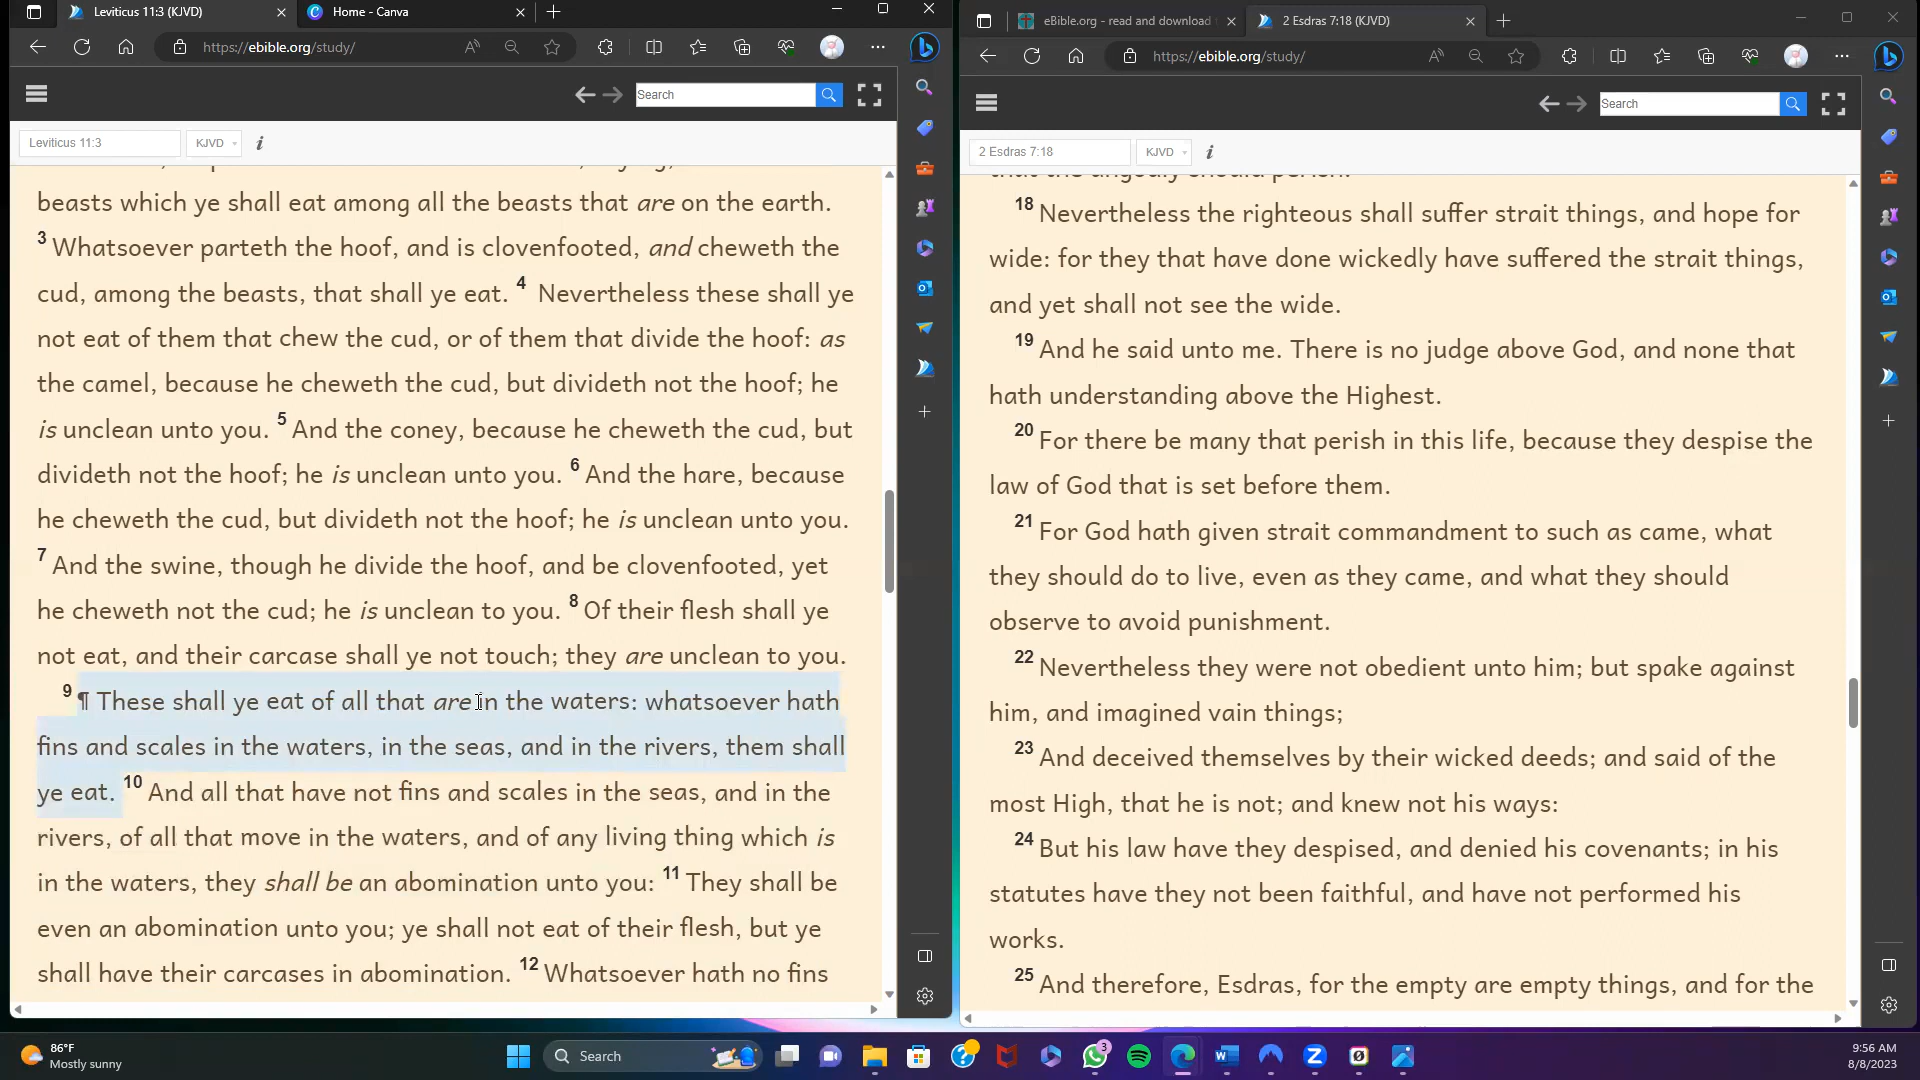 Leviticus 11:3 (KJVD)
Home - Canva
https://ebible.org/study/
Search
Leviticus 11:3
KJVD
i
beasts which ye shall eat among all the beasts that are on the earth.
3 Whatsoever parteth the hoof, and is clovenfooted, and cheweth the
cud, among the beasts, that shall ye eat. 4 Nevertheless these shall ye
not eat of them that chew the cud, or of them that divide the hoof: as
the camel, because he cheweth the cud, but divideth not the hoof; he
is unclean unto you. 5 And the coney, because he cheweth the cud, but
divideth not the hoof; he is unclean unto you. 6 And the hare, because
he cheweth the cud, but divideth not the hoof; he is unclean unto you.
7 And the swine, though he divide the hoof, and be clovenfooted, yet
he cheweth not the cud; he is unclean to you. 8 Of their flesh shall ye
not eat, and their carcase shall ye not touch; they are unclean to you.
9 ¶ These shall ye eat of all that are in the waters: whatsoever hath
fins and scales in the waters, in the seas, and in the rivers, them shall
ye eat. 10 And all that have not fins and scales in the seas, and in the
rivers, of all that move in the waters, and of any living thing which is
in the waters, they shall be an abomination unto you: 11 They shall be
even an abomination unto you; ye shall not eat of their flesh, but ye
shall have their carcases in abomination. 12 Whatsoever hath no fins
eBible.org - read and download
2 Esdras 7:18 (KJVD)
https://ebible.org/study/
Search
2 Esdras 7:18
KJVD
i
that the ungodly should perish.
18 Nevertheless the righteous shall suffer strait things, and hope for
wide: for they that have done wickedly have suffered the strait things,
and yet shall not see the wide.
19 And he said unto me. There is no judge above God, and none that
hath understanding above the Highest.
20 For there be many that perish in this life, because they despise the
law of God that is set before them.
21 For God hath given strait commandment to such as came, what
they should do to live, even as they came, and what they should
observe to avoid punishment.
22 Nevertheless they were not obedient unto him; but spake against
him, and imagined vain things;
23 And deceived themselves by their wicked deeds; and said of the
most High, that he is not; and knew not his ways:
24 But his law have they despised, and denied his covenants; in his
statutes have they not been faithful, and have not performed his
works.
25 And therefore, Esdras, for the empty are empty things, and for the
86°F
Mostly sunny
Search
3
9:56 AM
8/8/2023